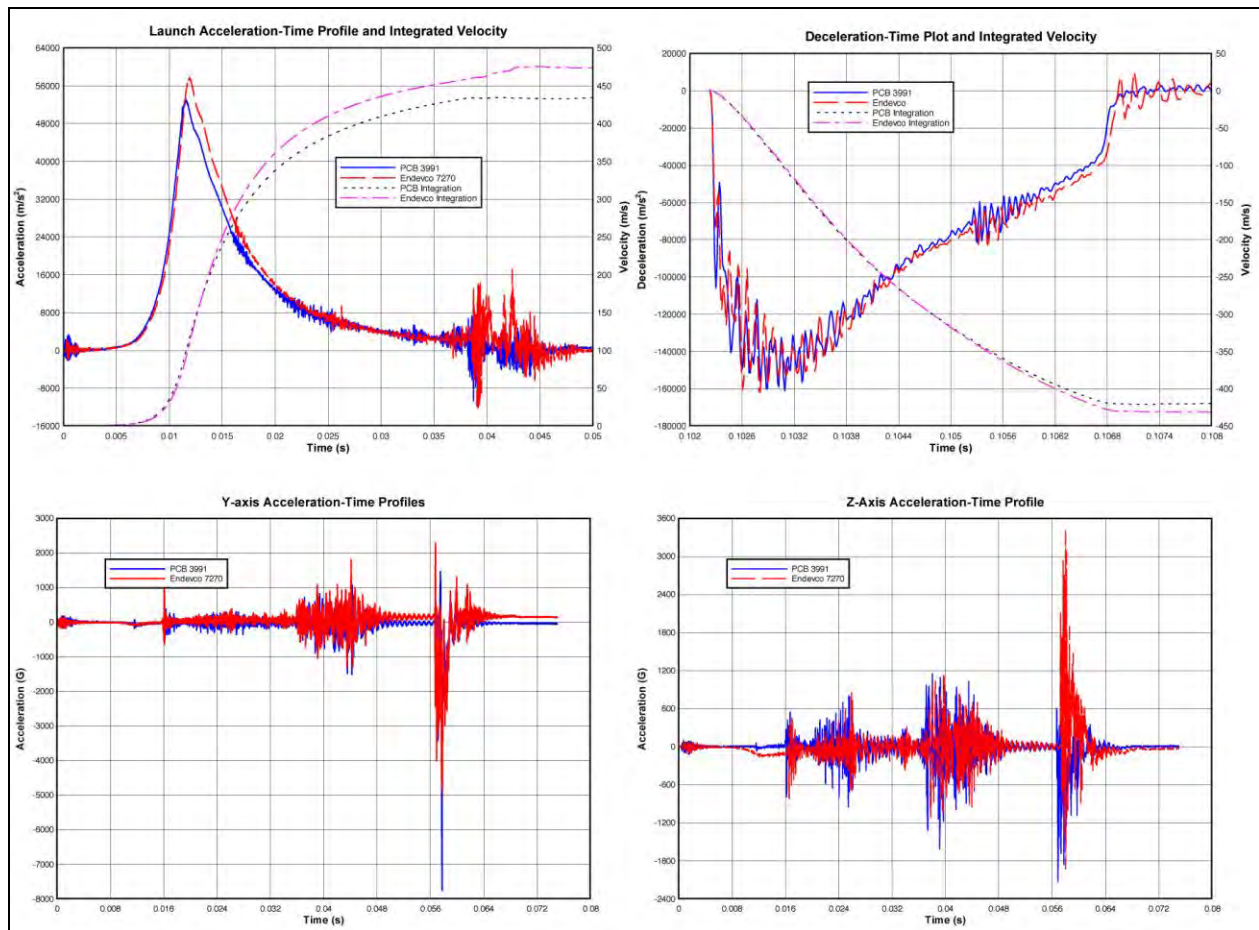 Launch Acceleration-Time Profile and Integrated Velocity
64000
56000
48000
40000
32000
24000
16000
8000
0
-8000
-16000
Acceleration (m/s²)
500
450
400
350
300
250
200
150
100
50
0
Velocity (m/s)
PCB 3991
Endevco 7270
PCB Integration
Endevco Integration
0 0.005 0.01 0.015 0.02 0.025 0.03 0.035 0.04 0.045 0.05
Time (s)
Deceleration-Time Plot and Integrated Velocity
20000
0
-20000
-40000
-60000
-80000
-100000
-120000
-140000
-160000
-180000
Deceleration (m/s²)
50
0
-50
-100
-150
-200
-250
-300
-350
-400
-450
Velocity (m/s)
PCB 3991
Endevco
PCB Integration
Endevco Integration
0.102 0.1026 0.1032 0.1038 0.1044 0.105 0.1056 0.1062 0.1068 0.1074 0.108
Time (s)
Y-axis Acceleration-Time Profiles
3000
2000
1000
0
-1000
-2000
-3000
-4000
-5000
-6000
-7000
-8000
Acceleration (G)
PCB 3991
Endevco 7270
0 0.008 0.016 0.024 0.032 0.04 0.048 0.056 0.064 0.072 0.08
Time (s)
Z-Axis Acceleration-Time Profile
3600
3000
2400
1800
1200
600
0
-600
-1200
-1800
-2400
Acceleration (G)
PCB 3991
Endevco 7270
0 0.008 0.016 0.024 0.032 0.04 0.048 0.056 0.064 0.072 0.08
Time (s)